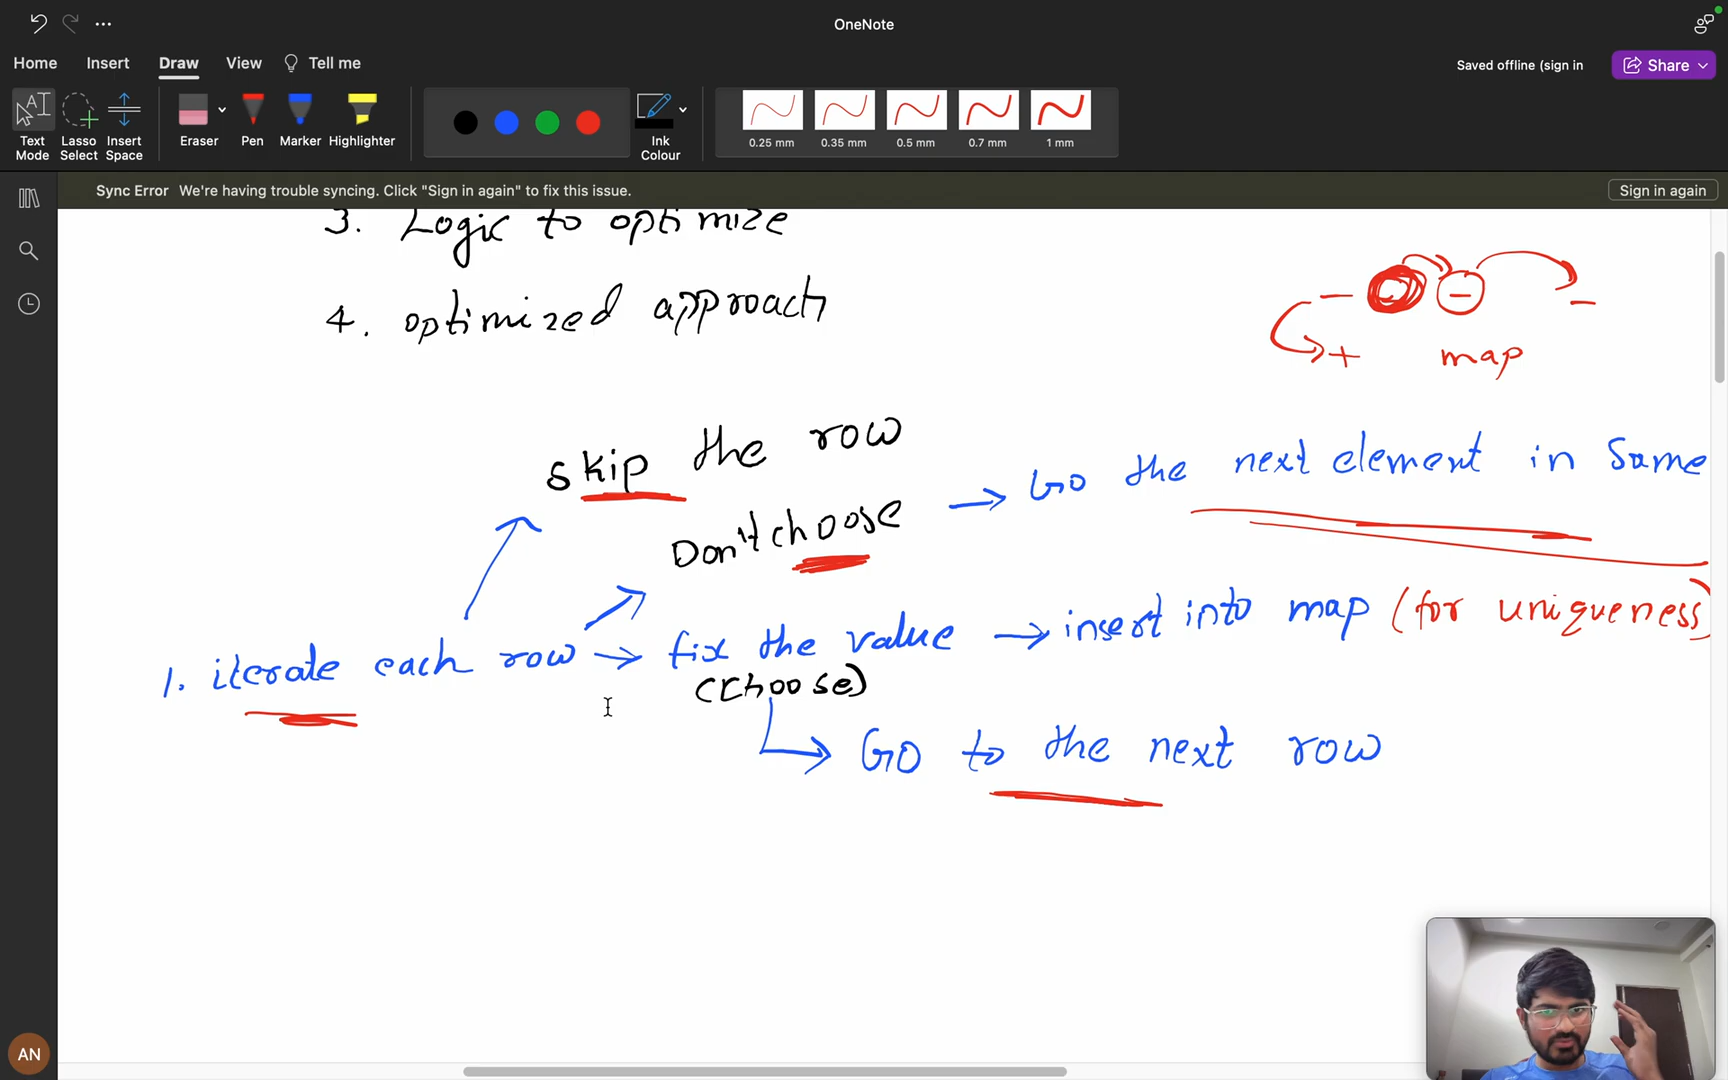 OneNote
Home Insert Draw View Tell me
Saved offline (sign in
Share
Text Mode
Lasso Select
Insert Space
Eraser
Pen
Marker
Highlighter
Ink Colour
0.25 mm
0.35 mm
0.5 mm
0.7 mm
1 mm
Sync Error We're having trouble syncing. Click "Sign in again" to fix this issue.
Sign in again
3. Logic to optimize
4. optimized approach
+ map
skip the row
Don't choose → Go the next element in Same
1. iterate each row → fix the value → insert into map (for uniqueness)
(choose)
Go to the next row
AN